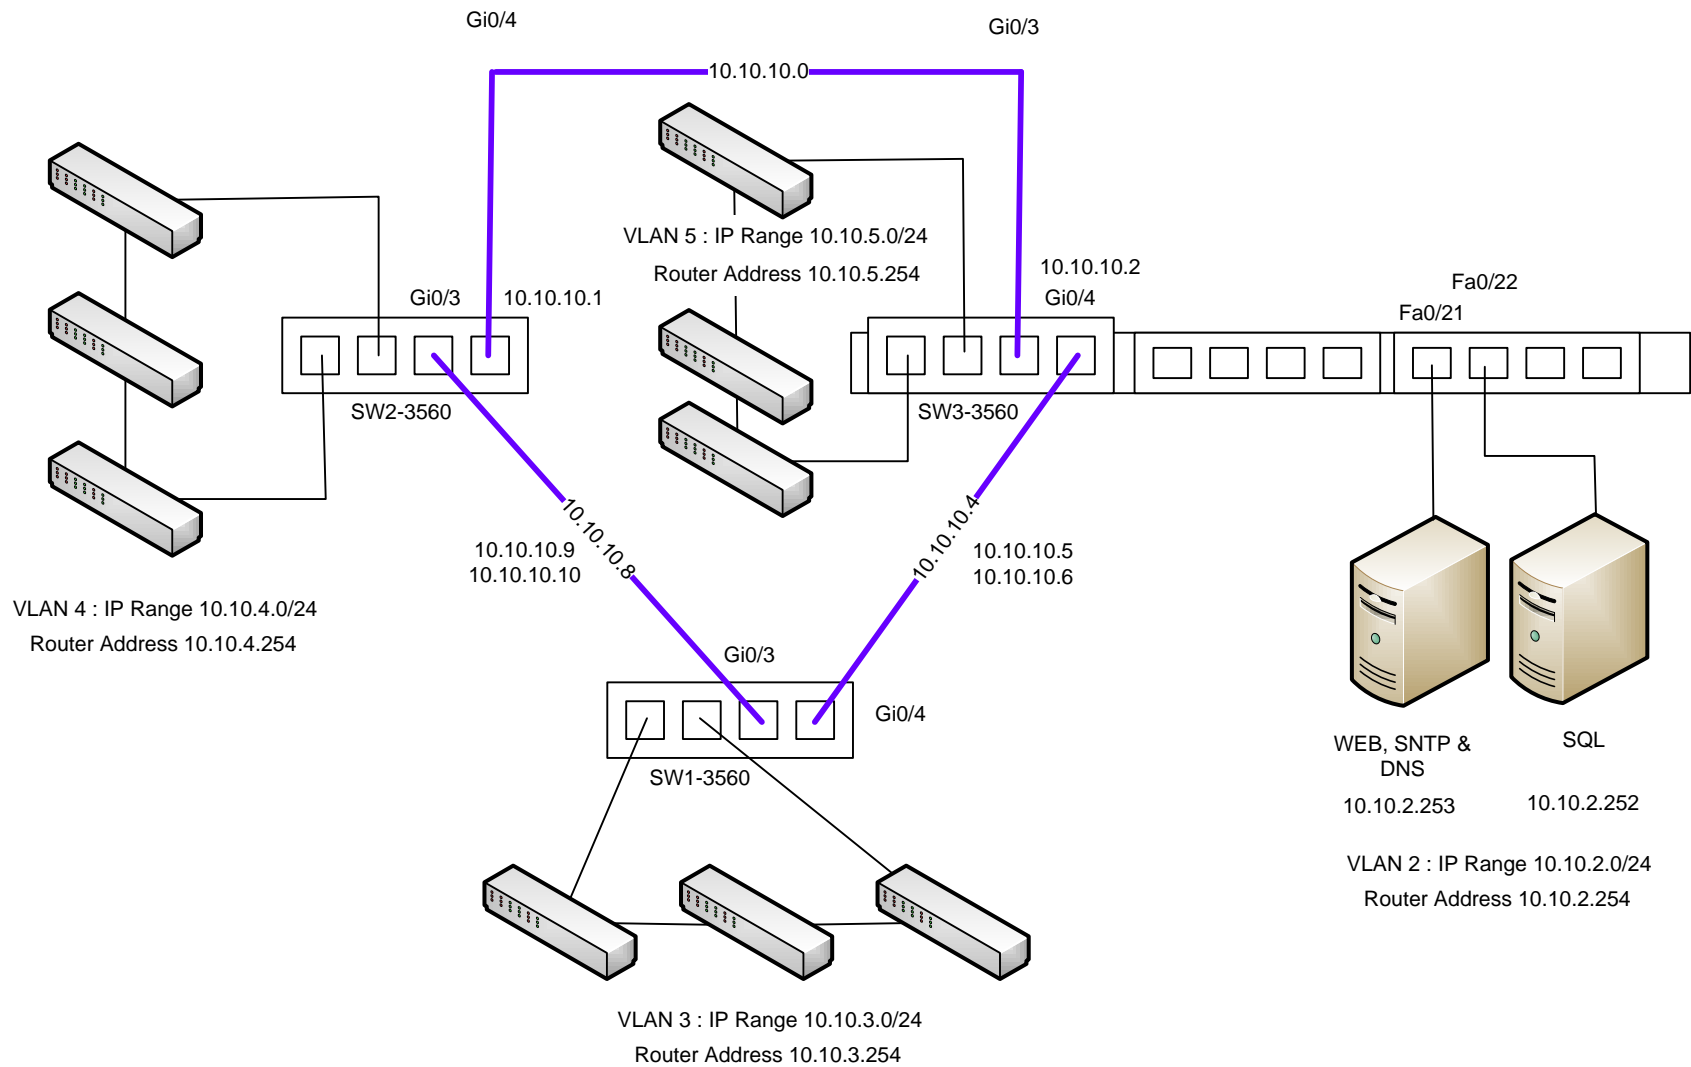 Gi0/4
Gi0/3
10.10.10.0
VLAN 5 : IP Range 10.10.5.0/24
Router Address 10.10.5.254
10.10.10.2
Gi0/4
Fa0/22
Fa0/21
Gi0/3
10.10.10.1
SW2-3560
SW3-3560
10.10.10.8
10.10.10.4
10.10.10.9
10.10.10.10
10.10.10.5
10.10.10.6
VLAN 4 : IP Range 10.10.4.0/24
Router Address 10.10.4.254
Gi0/3
Gi0/4
SW1-3560
WEB, SNTP &
DNS
SQL
10.10.2.253
10.10.2.252
VLAN 2 : IP Range 10.10.2.0/24
Router Address 10.10.2.254
VLAN 3 : IP Range 10.10.3.0/24
Router Address 10.10.3.254